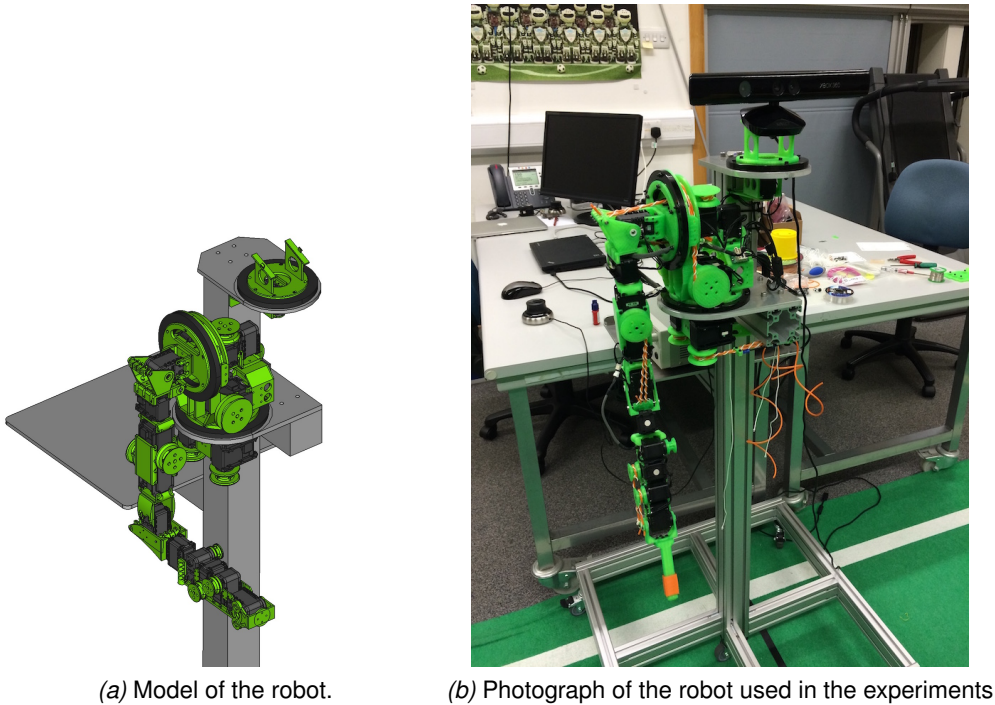 (a) Model of the robot.
(b) Photograph of the robot used in the experiments